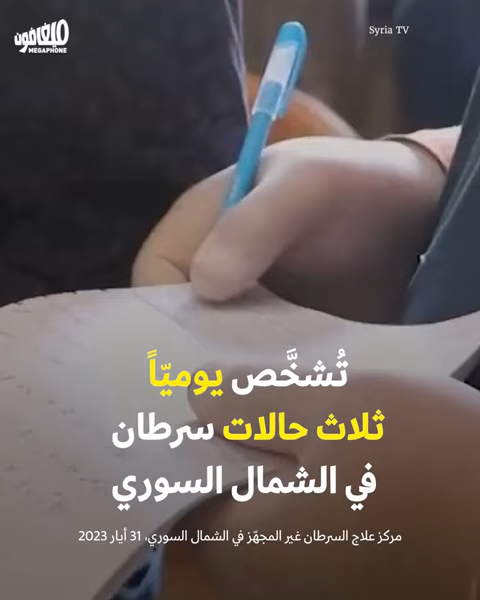 ميغافون
MEGAPHONE
Syria TV
تُشخَّص يوميّاً
ثلاث حالات سرطان
في الشمال السوري
مركز علاج السرطان غير المجهّز في الشمال السوري، 31 أيار 2023